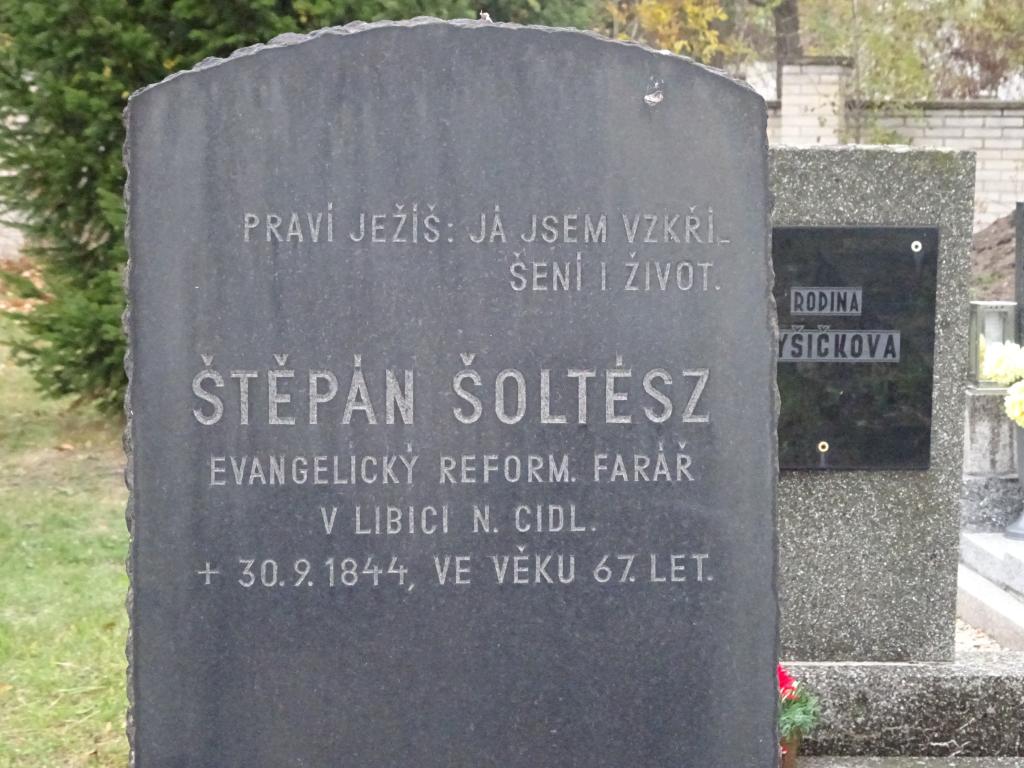 PRAVÍ JEŽÍŠ: JÁ JSEM VZKŘÍ_
ŠENÍ I ŽIVOT.
ŠTĚPÁN ŠOLTÉSZ
EVANGELICKÝ REFORM. FARÁŘ
V LIBICI N. CIDL.
+ 30.9.1844, VE VĚKU 67. LET.
RODINA